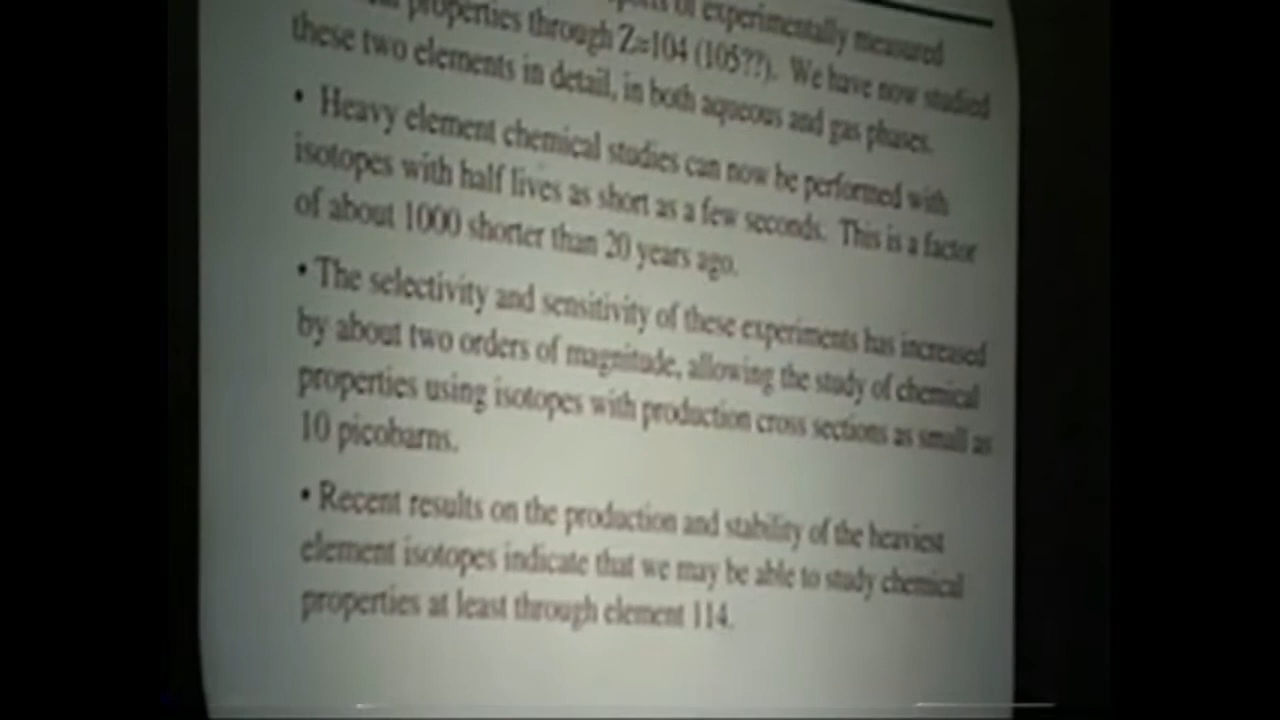 of experimentally measured
properties through Z=104 (105??). We have now studied
these two elements in detail, in both aqueous and gas phases.
• Heavy element chemical studies can now be performed with
isotopes with half lives as short as a few seconds. This is a factor
of about 1000 shorter than 20 years ago.
• The selectivity and sensitivity of these experiments has increased
by about two orders of magnitude, allowing the study of chemical
properties using isotopes with production cross sections as small as
10 picobarns.
• Recent results on the production and stability of the heaviest
element isotopes indicate that we may be able to study chemical
properties at least through element 114.